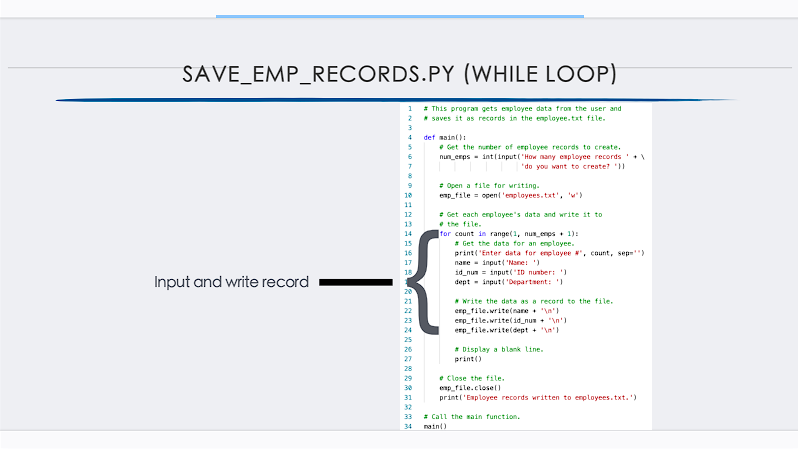 SAVE_EMP_RECORDS.PY (WHILE LOOP)
Input and write record
1 # This program gets employee data from the user and
2 # saves it as records in the employee.txt file.
3
4 def main():
5 # Get the number of employee records to create.
6 num_emps = int(input('How many employee records ' + \
7 'do you want to create? '))
8
9 # Open a file for writing.
10 emp_file = open('employees.txt', 'w')
11
12 # Get each employee's data and write it to
13 # the file.
14 for count in range(1, num_emps + 1):
15 # Get the data for an employee.
16 print('Enter data for employee #', count, sep='')
17 name = input('Name: ')
18 id_num = input('ID number: ')
dept = input('Department: ')
20
21 # Write the data as a record to the file.
22 emp_file.write(name + '\n')
23 emp_file.write(id_num + '\n')
24 emp_file.write(dept + '\n')
25
26 # Display a blank line.
27 print()
28
29 # Close the file.
30 emp_file.close()
31 print('Employee records written to employees.txt.')
32
33 # Call the main function.
34 main()